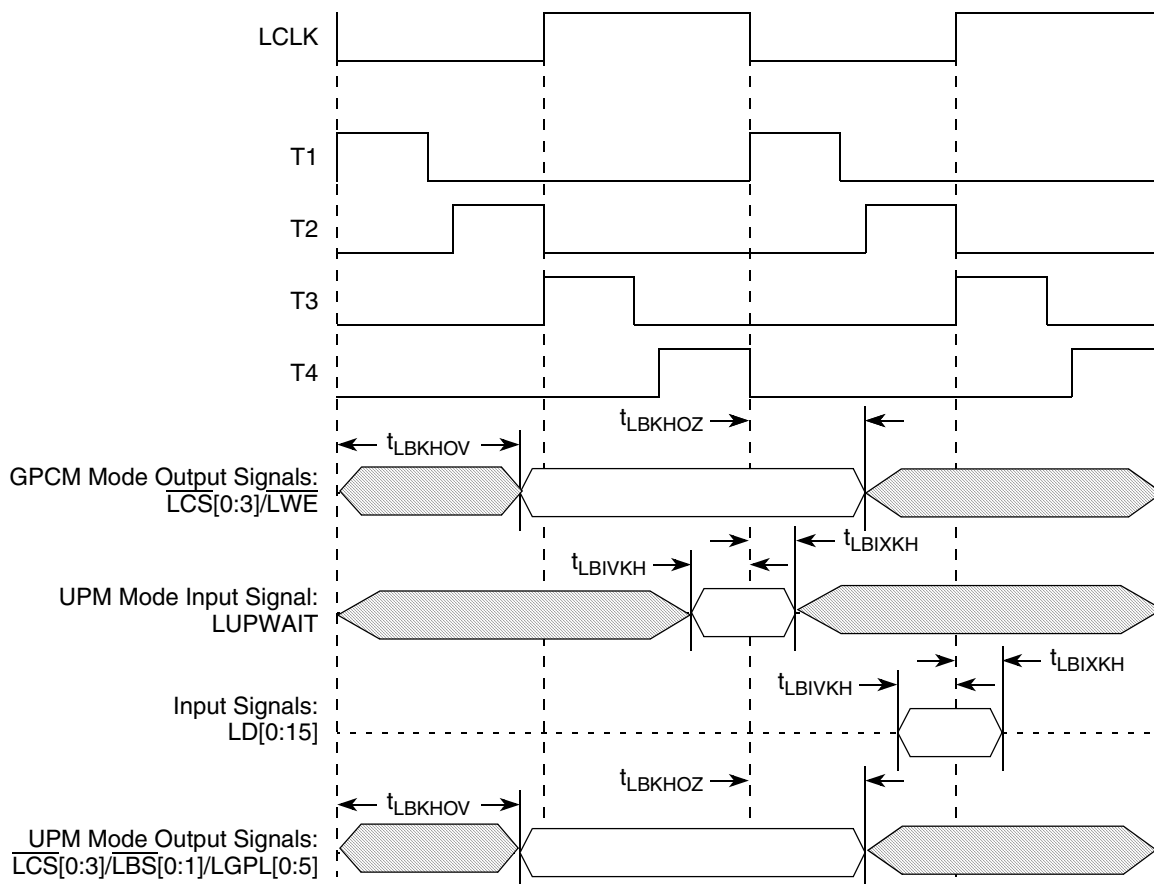 LCLK
T1
T2
T3
T4
tLBKHOZ
tLBKHOV
GPCM Mode Output Signals:
LCS[0:3]/LWE
tLBIXKH
tLBIVKH
UPM Mode Input Signal:
LUPWAIT
tLBIXKH
tLBIVKH
Input Signals:
LD[0:15]
tLBKHOZ
tLBKHOV
UPM Mode Output Signals:
LCS[0:3]/LBS[0:1]/LGPL[0:5]